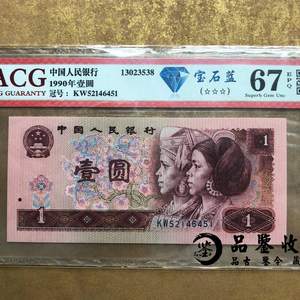 ACG
G GUARANTY
中国人民银行
1990年壹圆
冠号：KW52146451
13023538
宝石蓝
(☆☆☆)
67
EPQ
Superb Gem Unc
中国人民银行
1
壹圆
1
KW52146451
1
品鉴收
品古 鉴今 藏